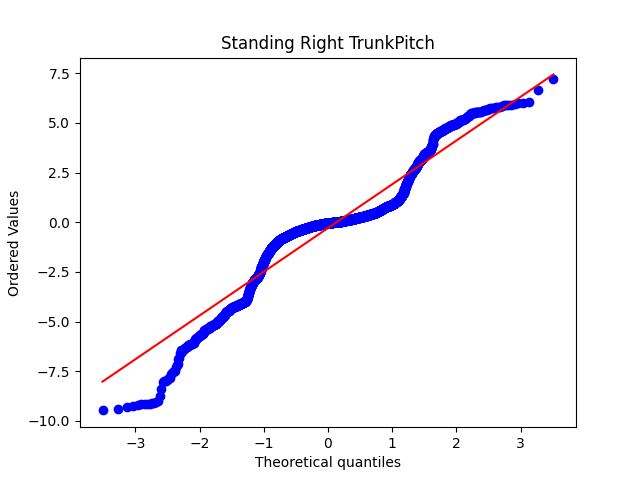 Standing Right TrunkPitch
7.5
5.0
2.5
0.0
−2.5
−5.0
−7.5
−10.0
Ordered Values
−3 −2 −1 0 1 2 3
Theoretical quantiles